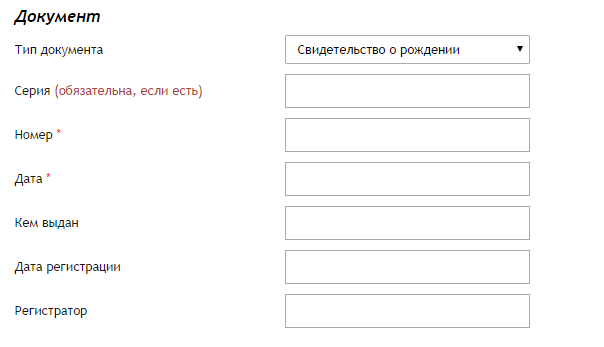 Документ
Тип документа
Свидетельство о рождении
Серия (обязательна, если есть)
Номер *
Дата *
Кем выдан
Дата регистрации
Регистратор